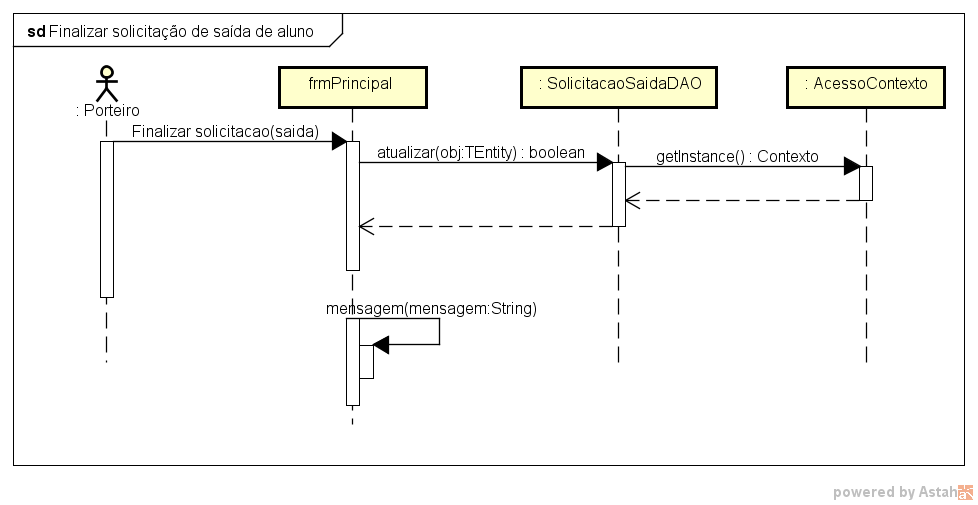 sd Finalizar solicitação de saída de aluno
: Porteiro
frmPrincipal
: SolicitacaoSaidaDAO
: AcessoContexto
Finalizar solicitacao(saida)
atualizar(obj:TEntity) : boolean
getInstance() : Contexto
mensagem(mensagem:String)
powered by Astah